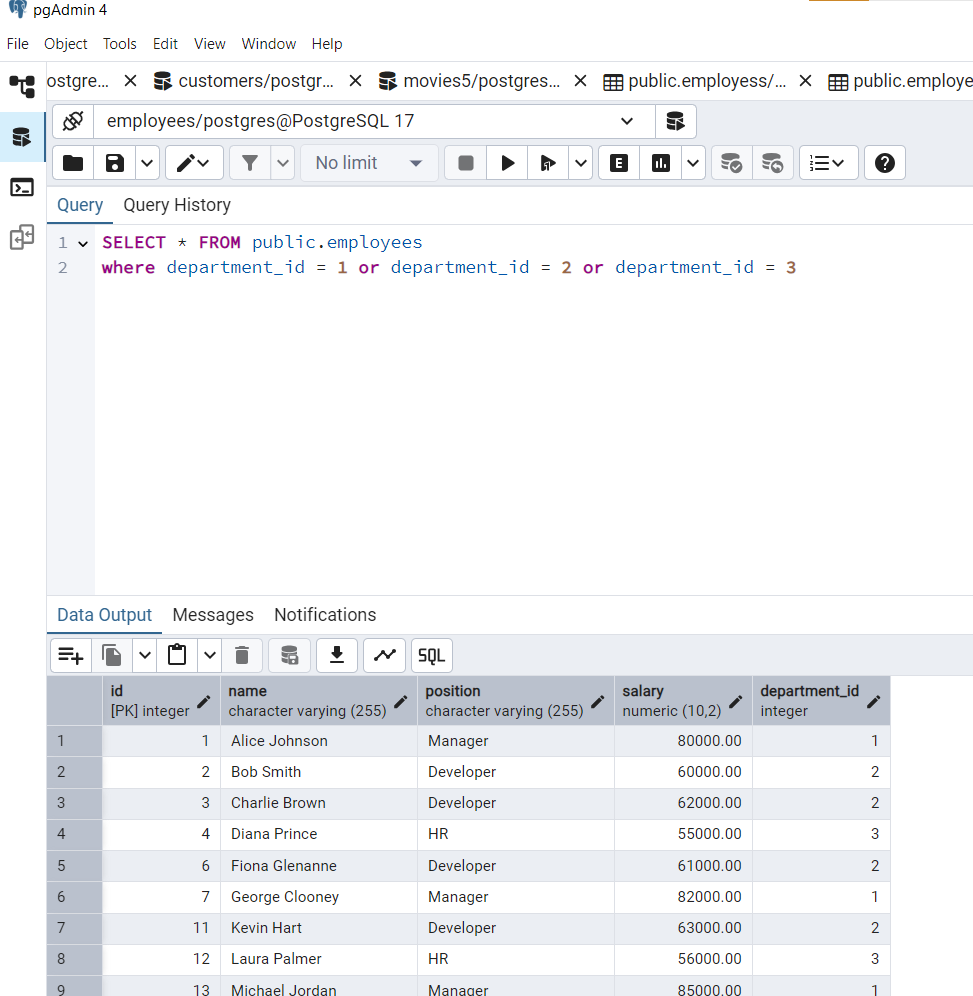 pgAdmin 4
File Object Tools Edit View Window Help
ostgre... customers/postgr... movies5/postgres... public.employess/... public.employe
employees/postgres@PostgreSQL 17
No limit E
Query Query History
1 SELECT * FROM public.employees
2 where department_id = 1 or department_id = 2 or department_id = 3
Data Output Messages Notifications
SQL
id name position salary department_id
[PK] integer character varying (255) character varying (255) numeric (10,2) integer
1 1 Alice Johnson Manager 80000.00 1
2 2 Bob Smith Developer 60000.00 2
3 3 Charlie Brown Developer 62000.00 2
4 4 Diana Prince HR 55000.00 3
5 6 Fiona Glenanne Developer 61000.00 2
6 7 George Clooney Manager 82000.00 1
7 11 Kevin Hart Developer 63000.00 2
8 12 Laura Palmer HR 56000.00 3
9 13 Michael Jordan Manager 85000.00 1